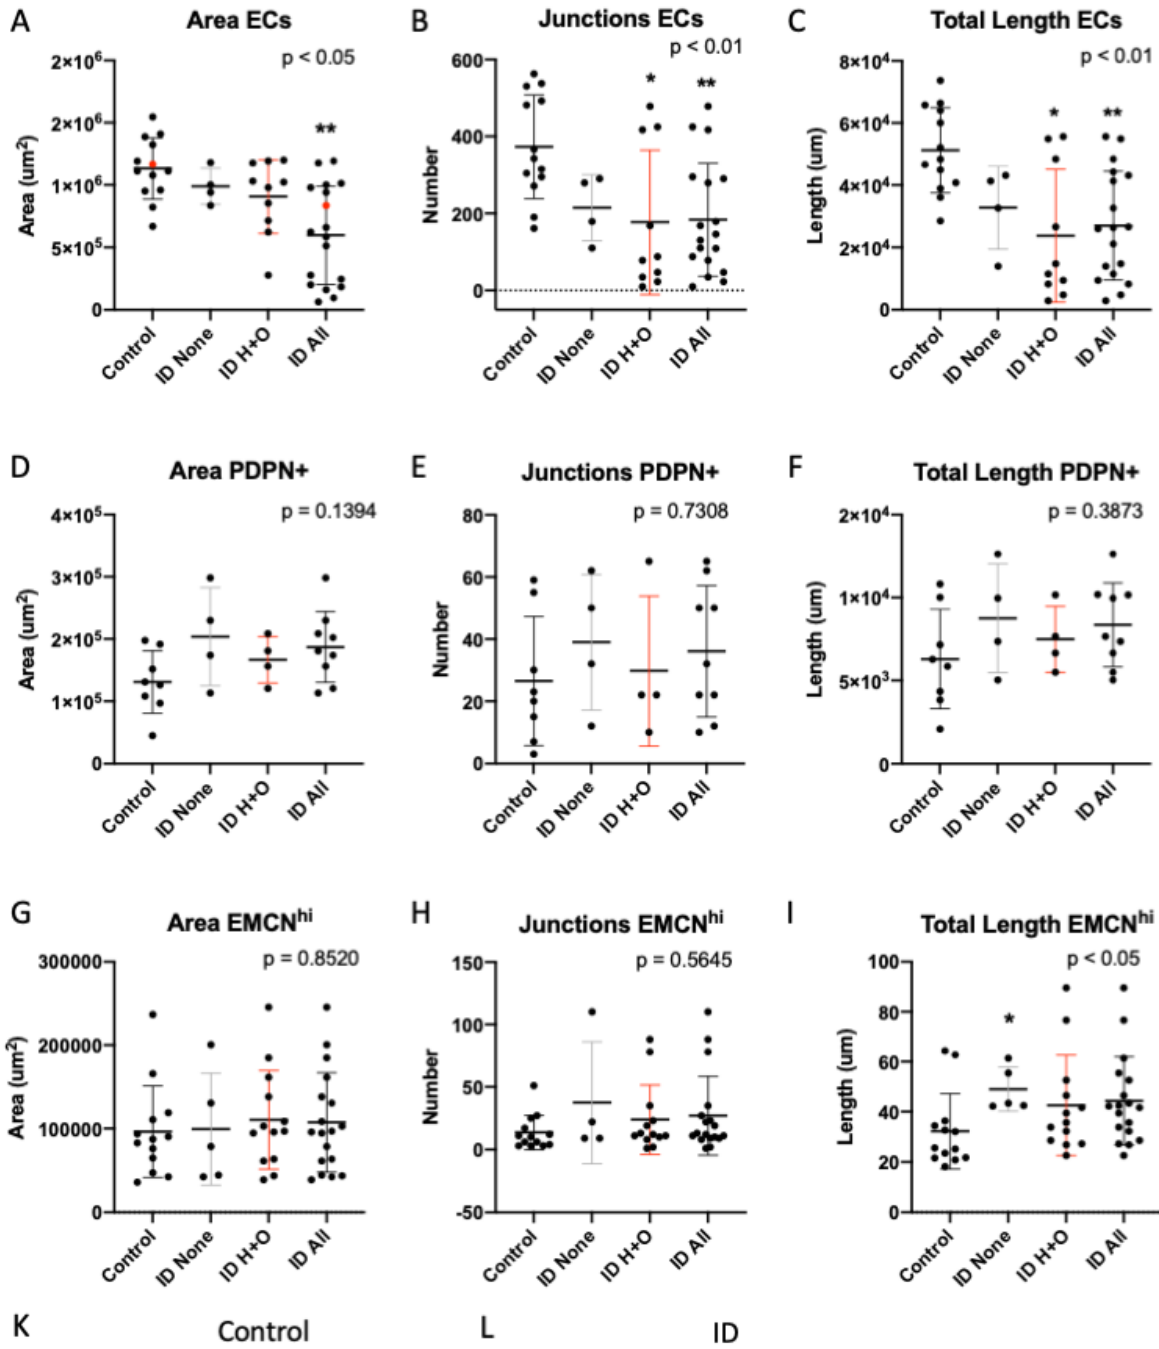 A
Area ECs
p < 0.05
2×10⁶
2×10⁶
1×10⁶
5×10⁵
0
Area (um²)
**
Control
ID None
ID H+O
ID All
B
Junctions ECs
p < 0.01
600
400
200
0
Number
*
**
Control
ID None
ID H+O
ID All
C
Total Length ECs
p < 0.01
8×10⁴
6×10⁴
4×10⁴
2×10⁴
0
Length (um)
*
**
Control
ID None
ID H+O
ID All
D
Area PDPN+
p = 0.1394
4×10⁵
3×10⁵
2×10⁵
1×10⁵
0
Area (um²)
Control
ID None
ID H+O
ID All
E
Junctions PDPN+
p = 0.7308
80
60
40
20
0
Number
Control
ID None
ID H+O
ID All
F
Total Length PDPN+
p = 0.3873
2×10⁴
1×10⁴
5×10³
0
Length (um)
Control
ID None
ID H+O
ID All
G
Area EMCNʰⁱ
p = 0.8520
300000
200000
100000
0
Area (um²)
Control
ID None
ID H+O
ID All
H
Junctions EMCNʰⁱ
p = 0.5645
150
100
50
0
-50
Number
Control
ID None
ID H+O
ID All
I
Total Length EMCNʰⁱ
p < 0.05
100
80
60
40
20
0
Length (um)
*
Control
ID None
ID H+O
ID All
K
Control
L
ID